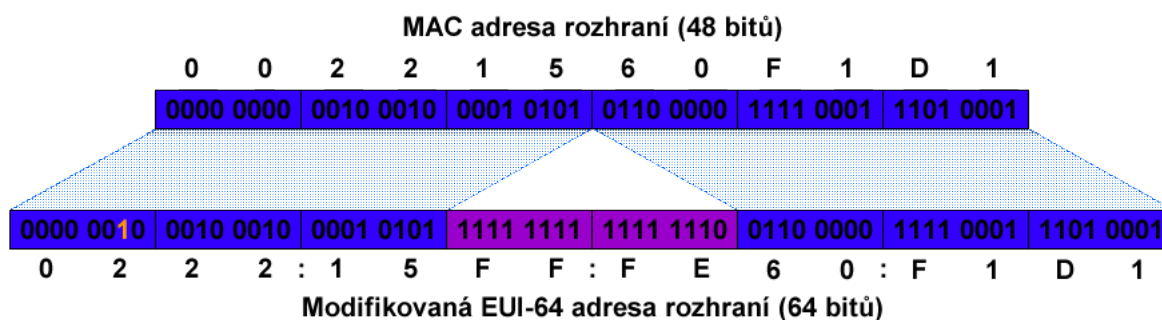 MAC adresa rozhraní (48 bitů)
0 0 2 2 1 5 6 0 F 1 D 1
0000 0000 0010 0010 0001 0101 0110 0000 1111 0001 1101 0001
0000 0010 0010 0010 0001 0101 1111 1111 1111 1110 0110 0000 1111 0001 1101 0001
0 2 2 2 : 1 5 F F : F E 6 0 : F 1 D 1
Modifikovaná EUI-64 adresa rozhraní (64 bitů)